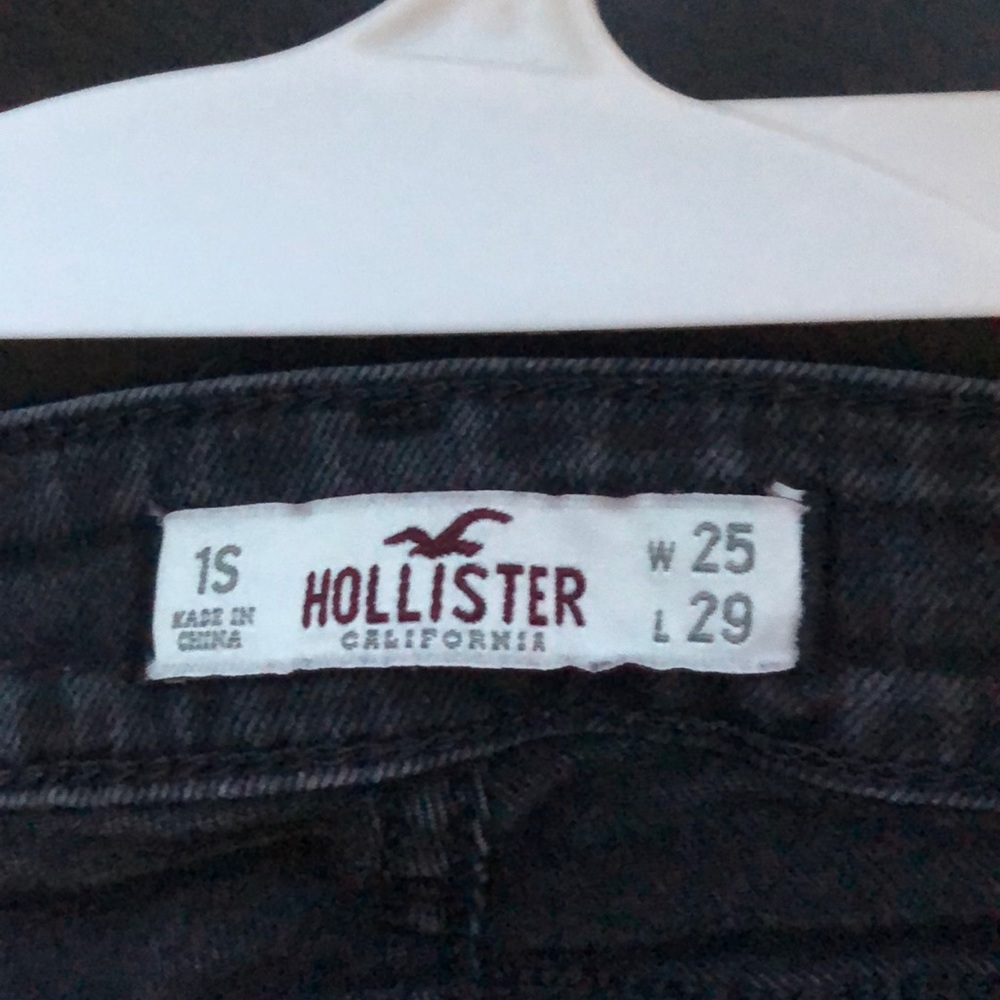 1S
MADE IN
CHINA
HOLLISTER
CALIFORNIA
W 25
L 29